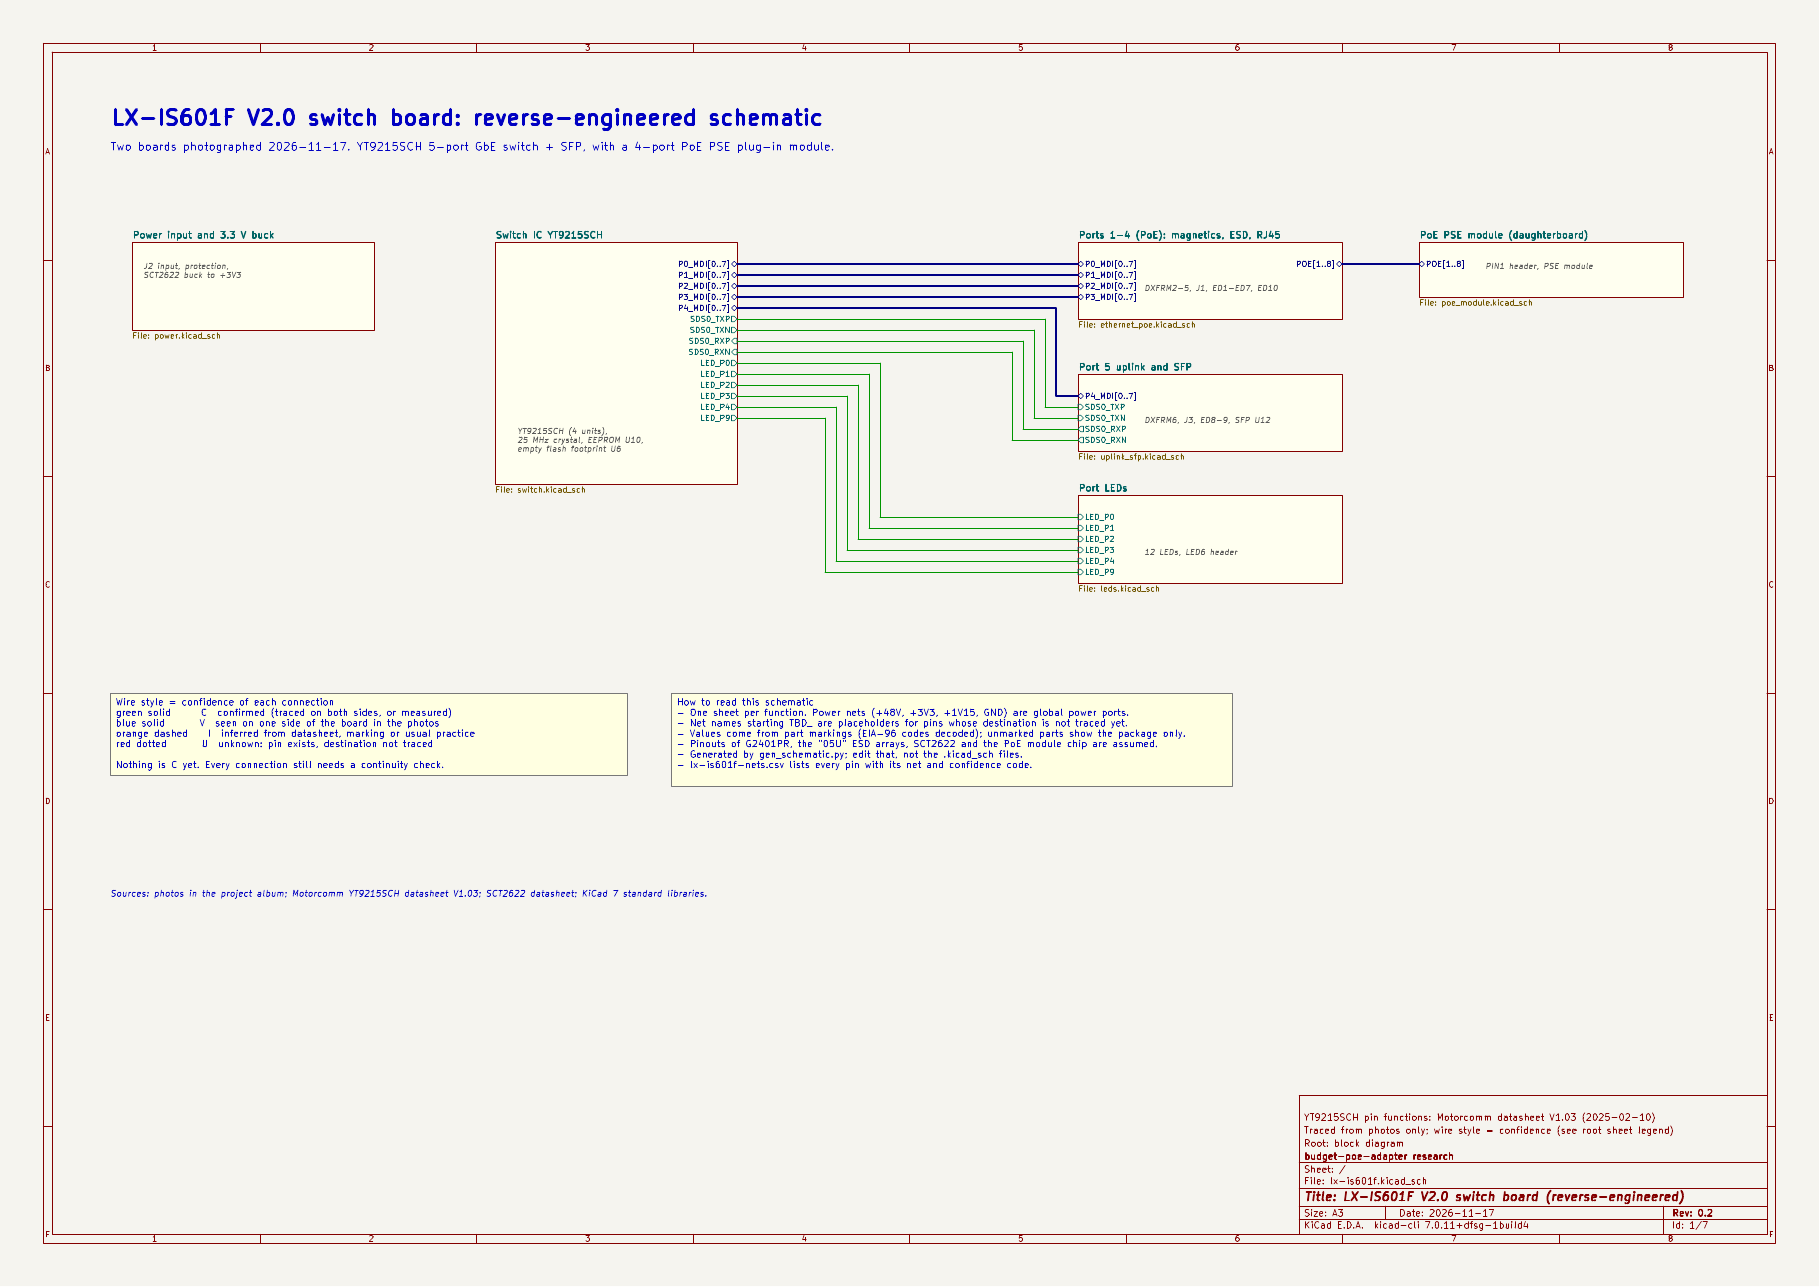 1 2 3 4 5 6 7 8
LX-IS601F V2.0 switch board: reverse-engineered schematic
Two boards photographed 2026-11-17. YT9215SCH 5-port GbE switch + SFP, with a 4-port PoE PSE plug-in module.
A A
Power input and 3.3 V buck
J2 input, protection,
SCT2622 buck to +3V3
File: power.kicad_sch
Switch IC YT9215SCH
P0_MDI[0..7]
P1_MDI[0..7]
P2_MDI[0..7]
P3_MDI[0..7]
P4_MDI[0..7]
SDS0_TXP
SDS0_TXN
SDS0_RXP
SDS0_RXN
LED_P0
LED_P1
LED_P2
LED_P3
LED_P4
LED_P9
YT9215SCH (4 units),
25 MHz crystal, EEPROM U10,
empty flash footprint U6
File: switch.kicad_sch
Ports 1-4 (PoE): magnetics, ESD, RJ45
P0_MDI[0..7] POE[1..8]
P1_MDI[0..7]
P2_MDI[0..7]
P3_MDI[0..7]
DXFRM2-5, J1, ED1-ED7, ED10
File: ethernet_poe.kicad_sch
PoE PSE module (daughterboard)
POE[1..8] PIN1 header, PSE module
File: poe_module.kicad_sch
B B
Port 5 uplink and SFP
P4_MDI[0..7]
SDS0_TXP
SDS0_TXN
SDS0_RXP
SDS0_RXN
DXFRM6, J3, ED8-9, SFP U12
File: uplink_sfp.kicad_sch
Port LEDs
LED_P0
LED_P1
LED_P2
LED_P3
LED_P4
LED_P9
12 LEDs, LED6 header
File: leds.kicad_sch
C C
Wire style = confidence of each connection
green solid C confirmed (traced on both sides, or measured)
blue solid V seen on one side of the board in the photos
orange dashed I inferred from datasheet, marking or usual practice
red dotted U unknown: pin exists, destination not traced
Nothing is C yet. Every connection still needs a continuity check.
How to read this schematic
- One sheet per function. Power nets (+48V, +3V3, +1V15, GND) are global power ports.
- Net names starting TBD_ are placeholders for pins whose destination is not traced yet.
- Values come from part markings (EIA-96 codes decoded); unmarked parts show the package only.
- Pinouts of G2401PR, the "05U" ESD arrays, SCT2622 and the PoE module chip are assumed.
- Generated by gen_schematic.py; edit that, not the .kicad_sch files.
- lx-is601f-nets.csv lists every pin with its net and confidence code.
D D
Sources: photos in the project album; Motorcomm YT9215SCH datasheet V1.03; SCT2622 datasheet; KiCad 7 standard libraries.
E E
YT9215SCH pin functions: Motorcomm datasheet V1.03 (2025-02-10)
Traced from photos only; wire style = confidence (see root sheet legend)
Root: block diagram
budget-poe-adapter research
Sheet: /
File: lx-is601f.kicad_sch
Title: LX-IS601F V2.0 switch board (reverse-engineered)
Size: A3 Date: 2026-11-17 Rev: 0.2
KiCad E.D.A. kicad-cli 7.0.11+dfsg-1build4 Id: 1/7
F F
1 2 3 4 5 6 7 8